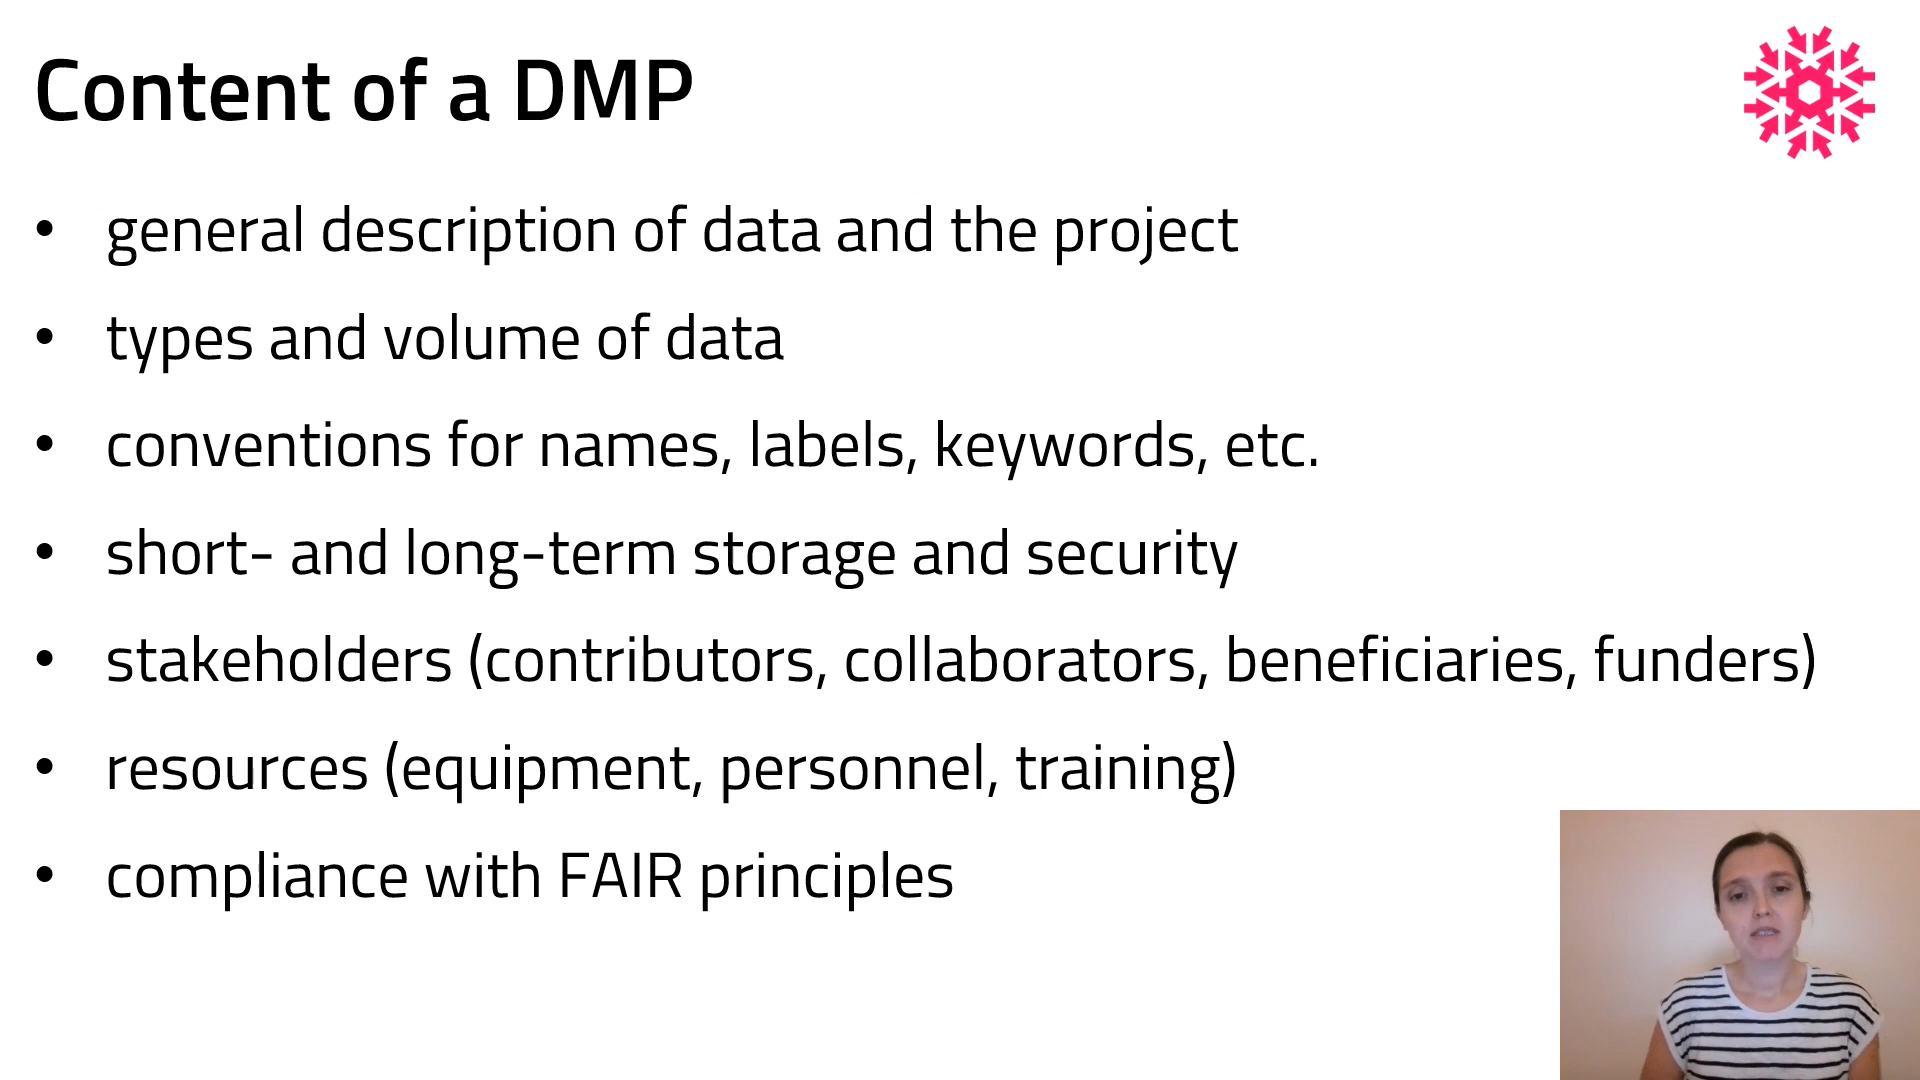 Content of a DMP
• general description of data and the project
• types and volume of data
• conventions for names, labels, keywords, etc.
• short- and long-term storage and security
• stakeholders (contributors, collaborators, beneficiaries, funders)
• resources (equipment, personnel, training)
• compliance with FAIR principles